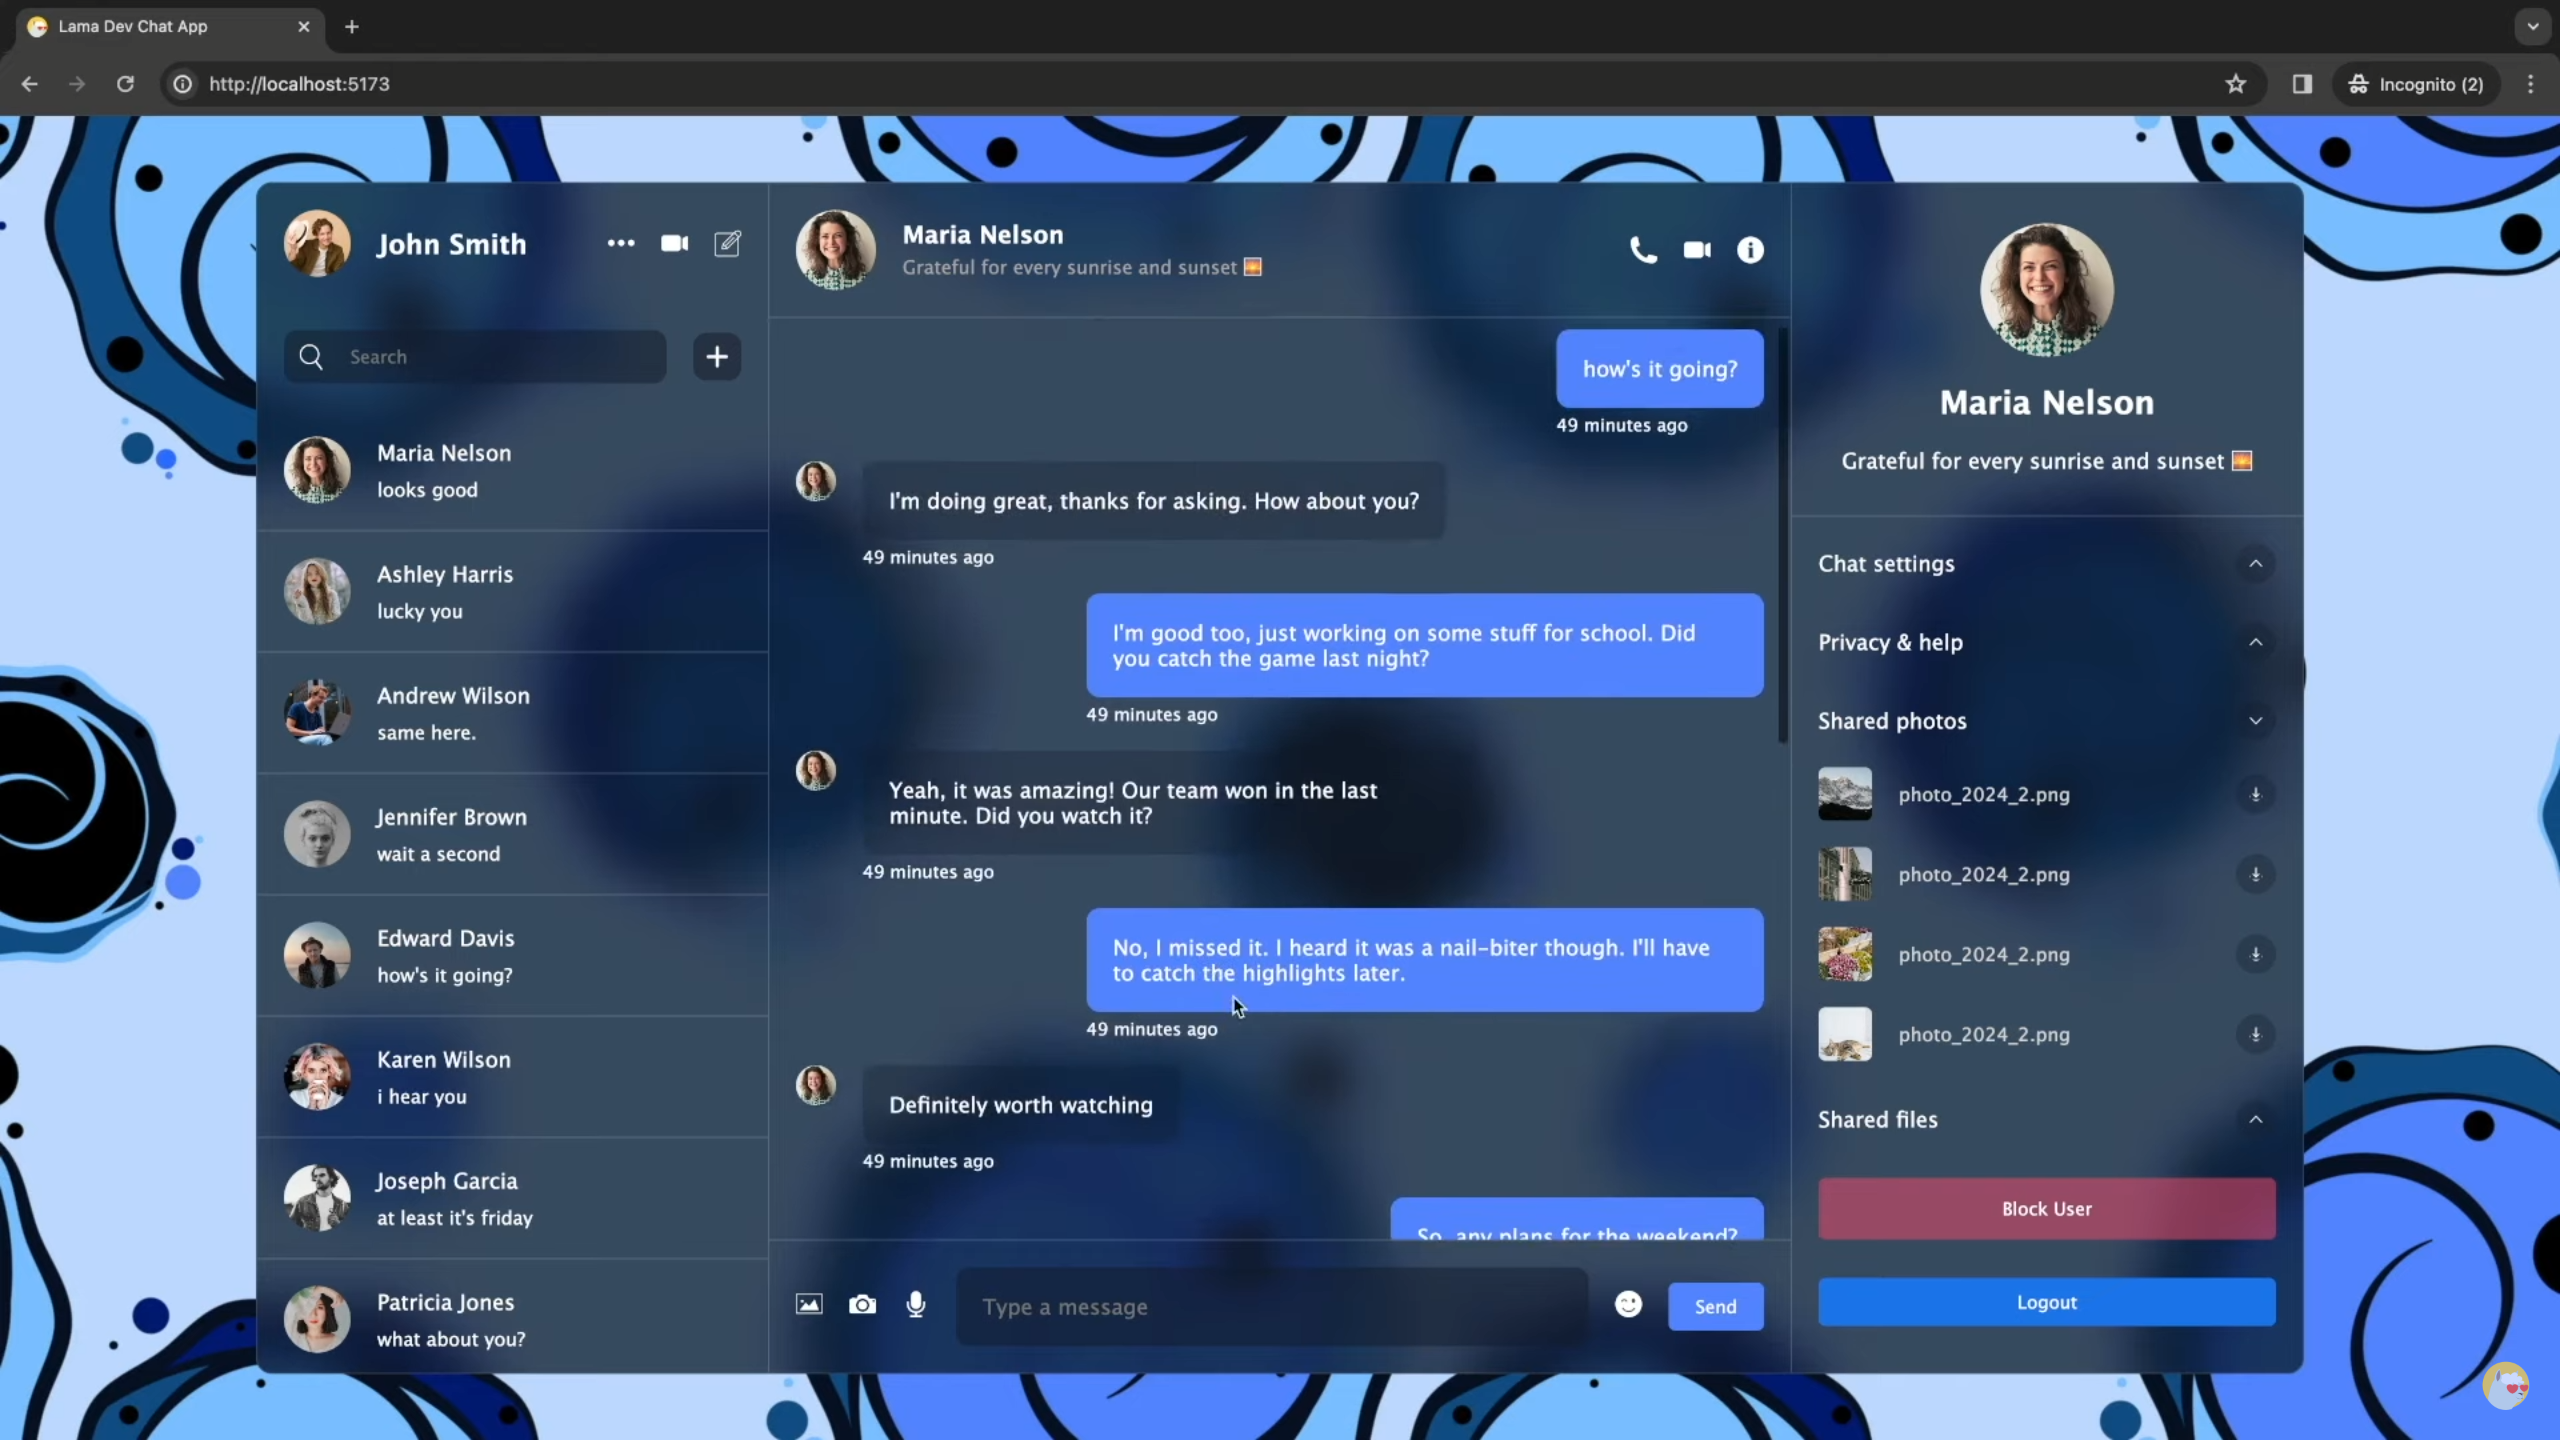 Lama Dev Chat App
http://localhost:5173
Incognito (2)
John Smith
Search
Maria Nelson
looks good
Ashley Harris
lucky you
Andrew Wilson
same here.
Jennifer Brown
wait a second
Edward Davis
how's it going?
Karen Wilson
i hear you
Joseph Garcia
at least it's friday
Patricia Jones
what about you?
Maria Nelson
Grateful for every sunrise and sunset 🌅
how's it going?
49 minutes ago
I'm doing great, thanks for asking. How about you?
49 minutes ago
I'm good too, just working on some stuff for school. Did
you catch the game last night?
49 minutes ago
Yeah, it was amazing! Our team won in the last
minute. Did you watch it?
49 minutes ago
No, I missed it. I heard it was a nail-biter though. I'll have
to catch the highlights later.
49 minutes ago
Definitely worth watching
49 minutes ago
So, any plans for the weekend?
Type a message
Send
Maria Nelson
Grateful for every sunrise and sunset 🌅
Chat settings
Privacy & help
Shared photos
photo_2024_2.png
photo_2024_2.png
photo_2024_2.png
photo_2024_2.png
Shared files
Block User
Logout